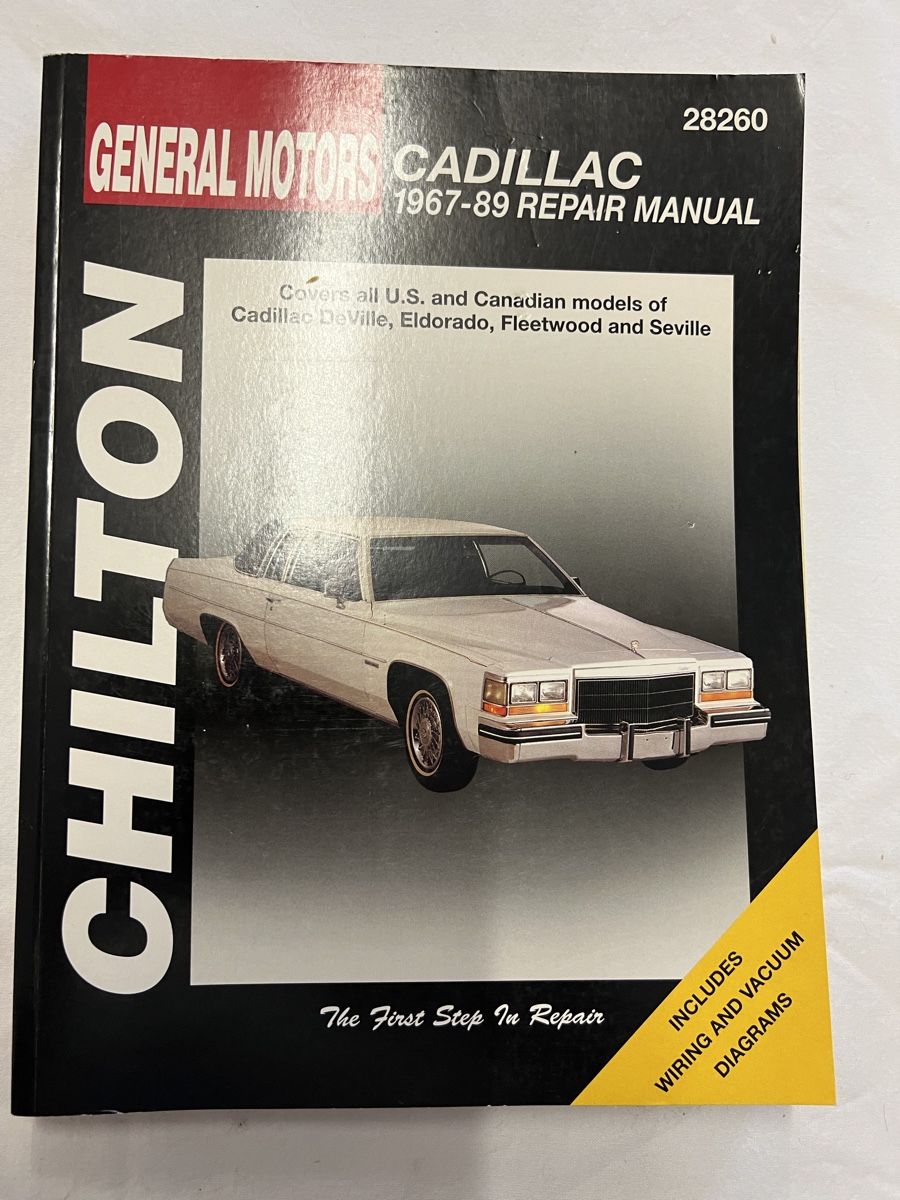 28260
GENERAL MOTORS
CADILLAC
1967-89 REPAIR MANUAL
Covers all U.S. and Canadian models of
Cadillac DeVille, Eldorado, Fleetwood and Seville
CHILTON
The First Step In Repair
INCLUDES
WIRING AND VACUUM
DIAGRAMS